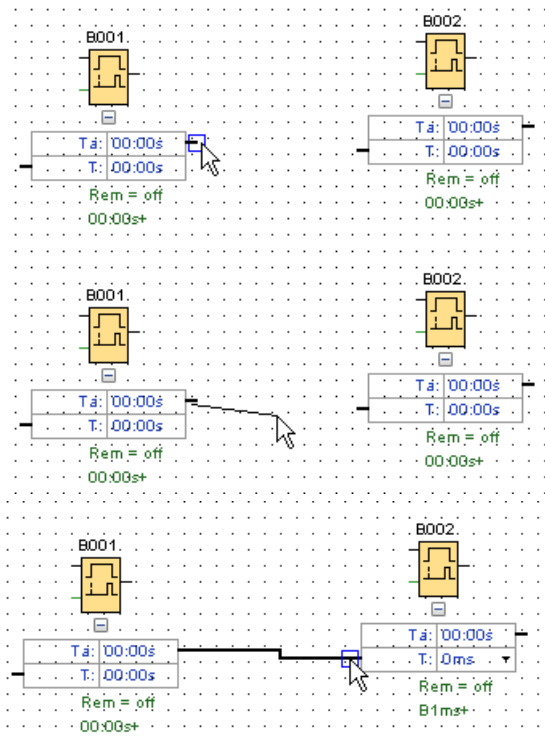 B001
B002
Ta: 00:00s
T: 00:00s
Rem = off
00:00s+
Ta: 00:00s
T: 00:00s
Rem = off
00:00s+
B001
B002
Ta: 00:00s
T: 00:00s
Rem = off
00:00s+
Ta: 00:00s
T: 00:00s
Rem = off
00:00s+
B001
B002
Ta: 00:00s
T: 00:00s
Rem = off
00:00s+
Ta: 00:00s
T: 0ms
Rem = off
B1ms+